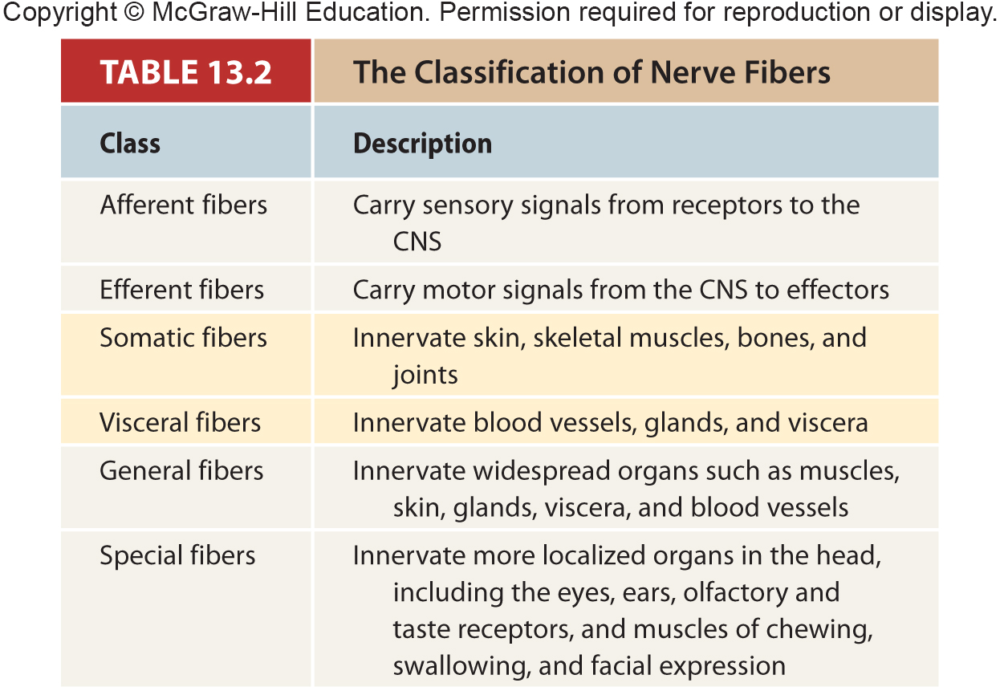 Copyright © McGraw-Hill Education. Permission required for reproduction or display.
TABLE 13.2 The Classification of Nerve Fibers
Class Description
Afferent fibers Carry sensory signals from receptors to the
CNS
Efferent fibers Carry motor signals from the CNS to effectors
Somatic fibers Innervate skin, skeletal muscles, bones, and
joints
Visceral fibers Innervate blood vessels, glands, and viscera
General fibers Innervate widespread organs such as muscles,
skin, glands, viscera, and blood vessels
Special fibers Innervate more localized organs in the head,
including the eyes, ears, olfactory and
taste receptors, and muscles of chewing,
swallowing, and facial expression